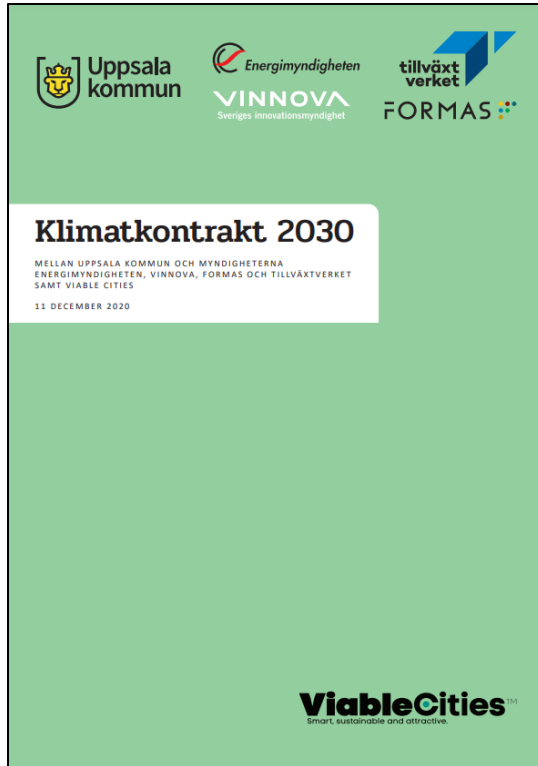 Uppsala
kommun
Energimyndigheten
VINNOVA
Sveriges innovationsmyndighet
tillväxt
verket
FORMAS
Klimatkontrakt 2030
MELLAN UPPSALA KOMMUN OCH MYNDIGHETERNA
ENERGIMYNDIGHETEN, VINNOVA, FORMAS OCH TILLVÄXTVERKET
SAMT VIABLE CITIES
11 DECEMBER 2020
ViableCities™
Smart, sustainable and attractive.